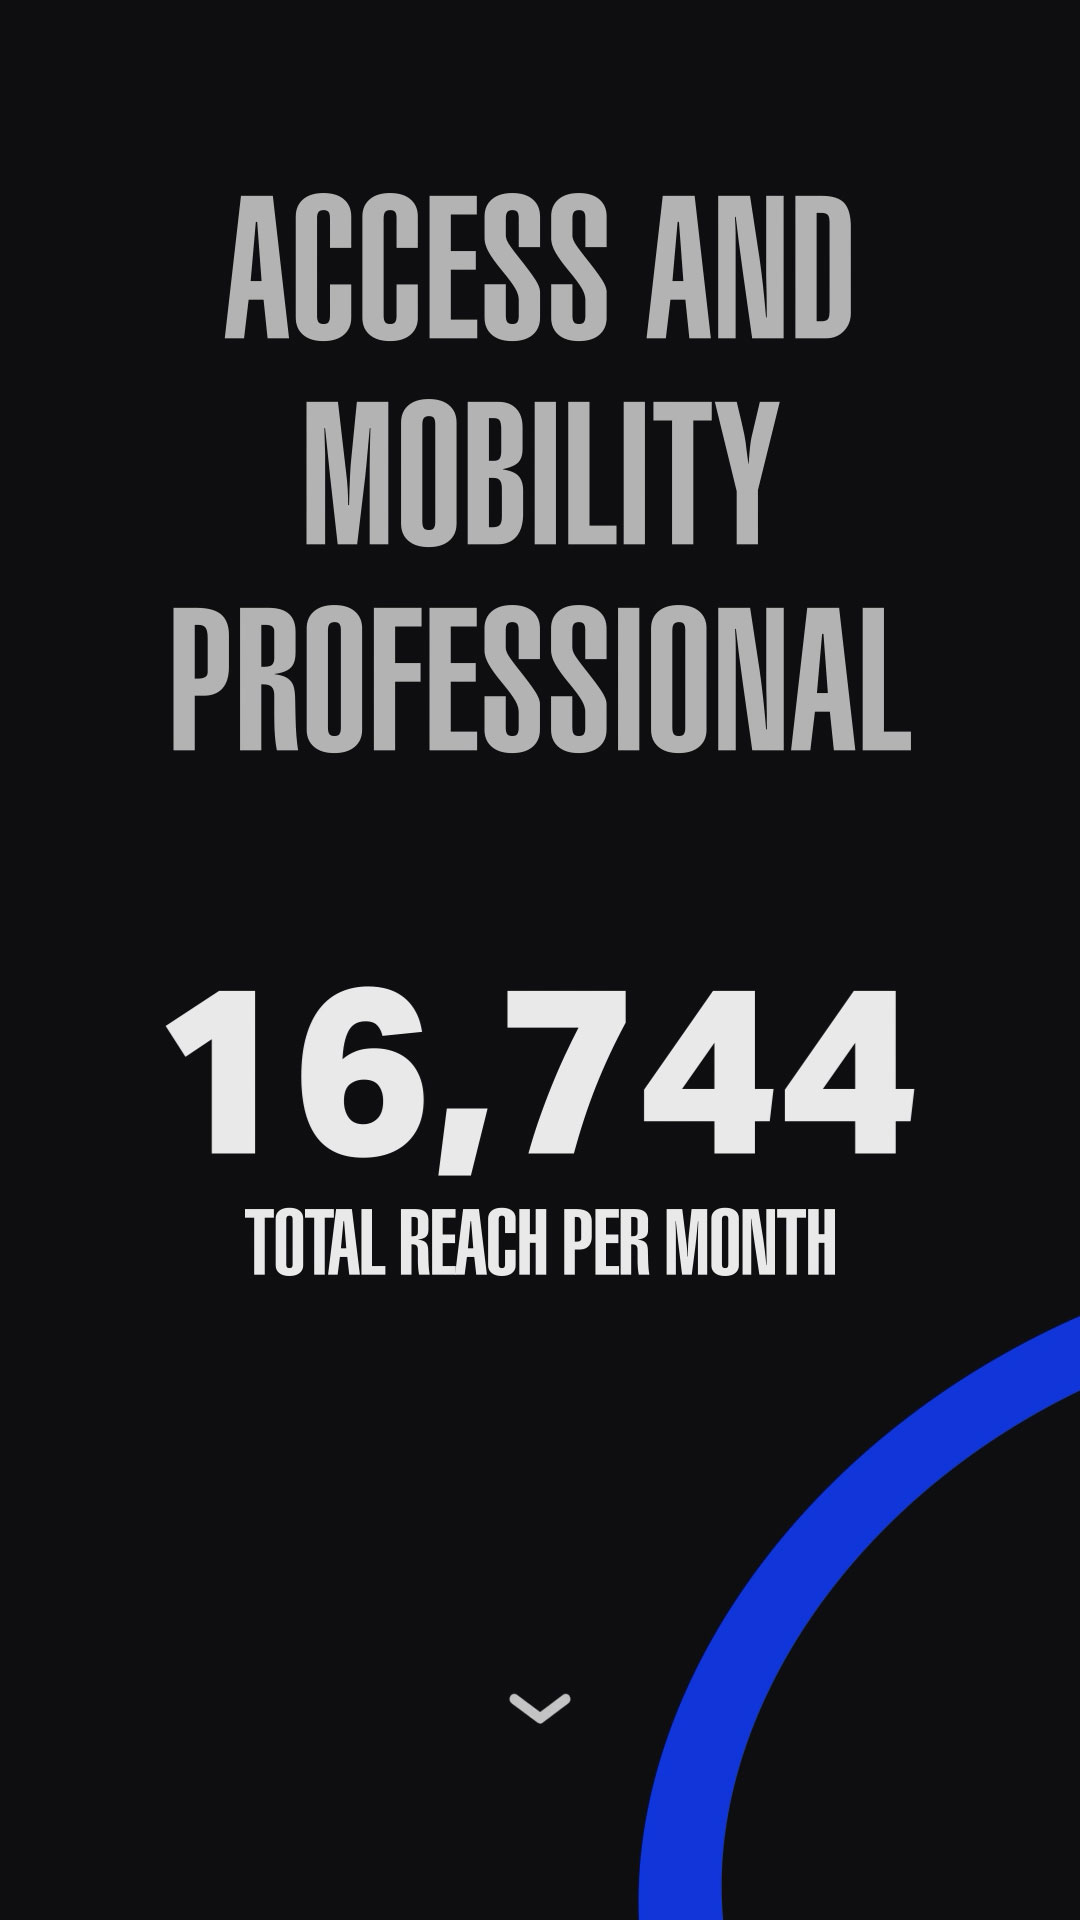 ACCESS AND
MOBILITY
PROFESSIONAL
16,744
TOTAL REACH PER MONTH